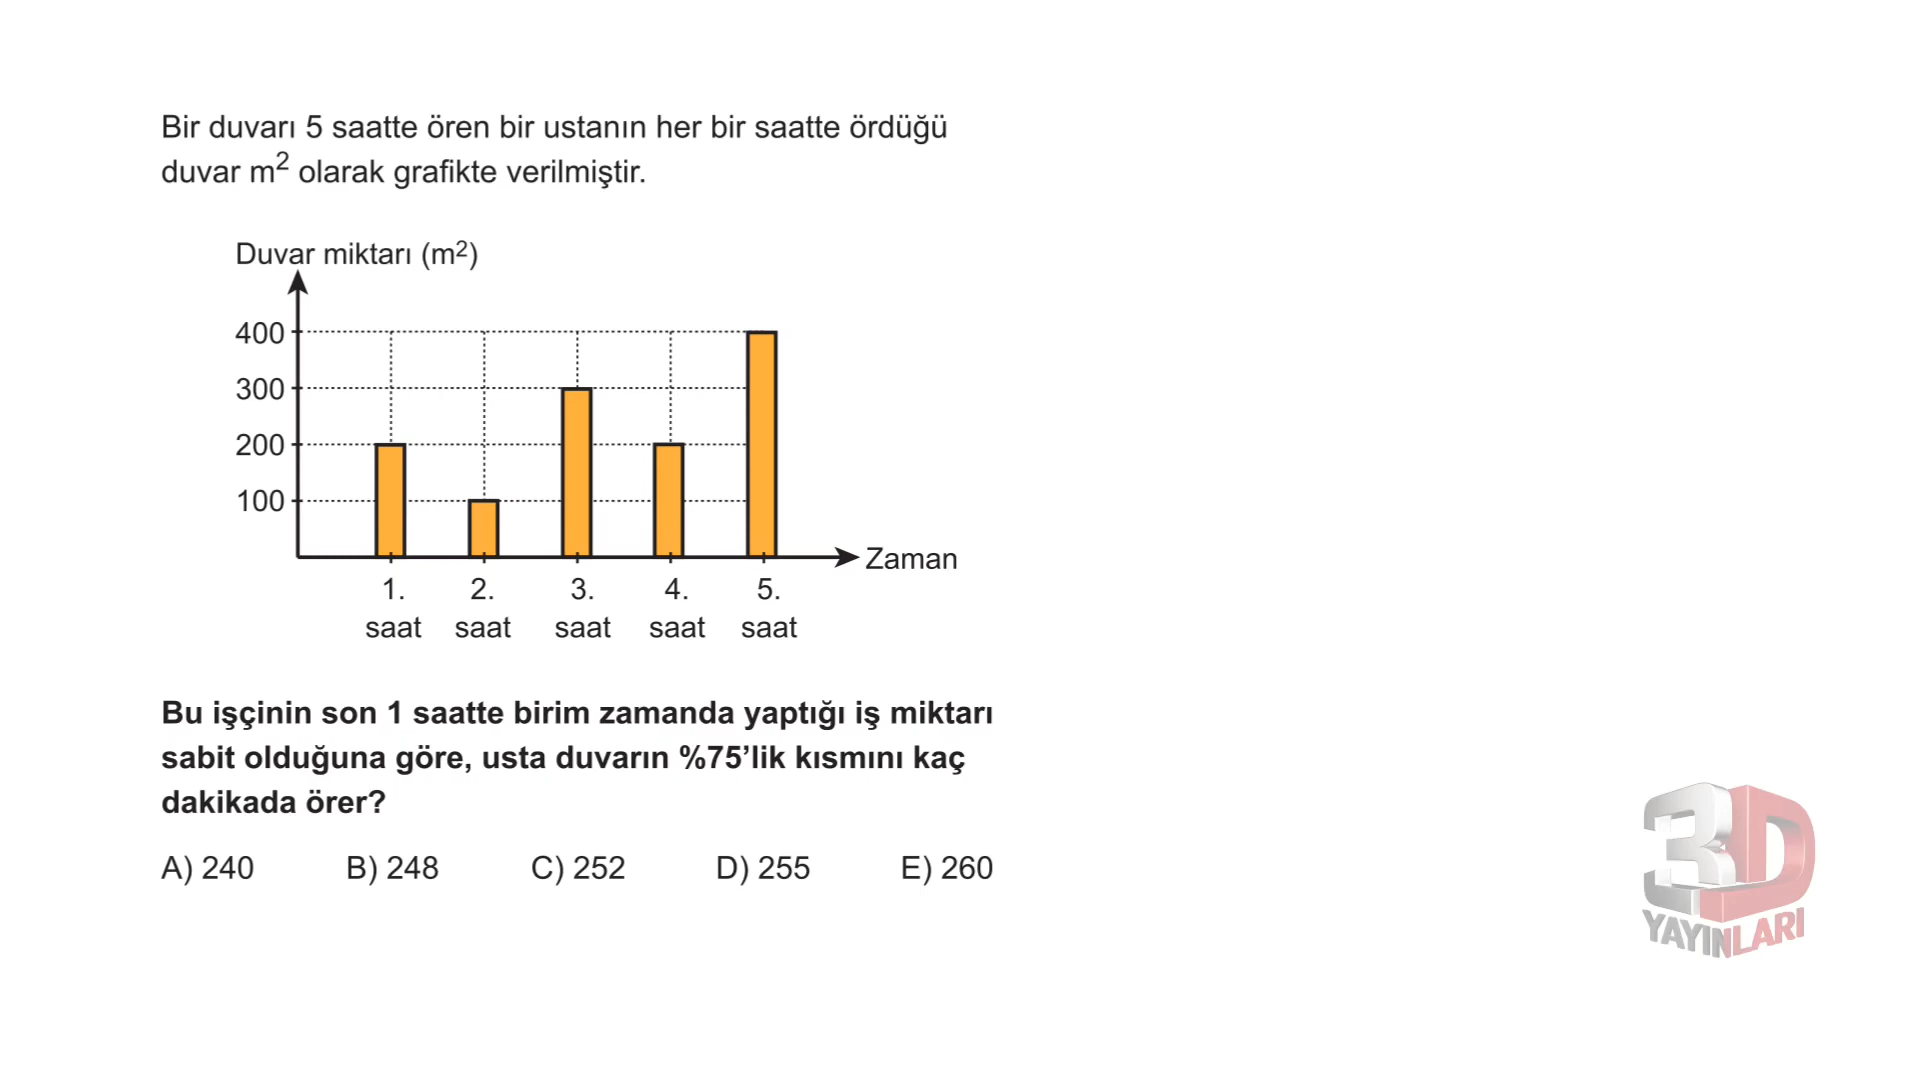 Bir duvarı 5 saatte ören bir ustanın her bir saatte ördüğü
duvar m² olarak grafikte verilmiştir.
Duvar miktarı (m²)
400
300
200
100
Zaman
1. 2. 3. 4. 5.
saat saat saat saat saat
Bu işçinin son 1 saatte birim zamanda yaptığı iş miktarı
sabit olduğuna göre, usta duvarın %75’lik kısmını kaç
dakikada örer?
A) 240 B) 248 C) 252 D) 255 E) 260
3D
YAYINLARI